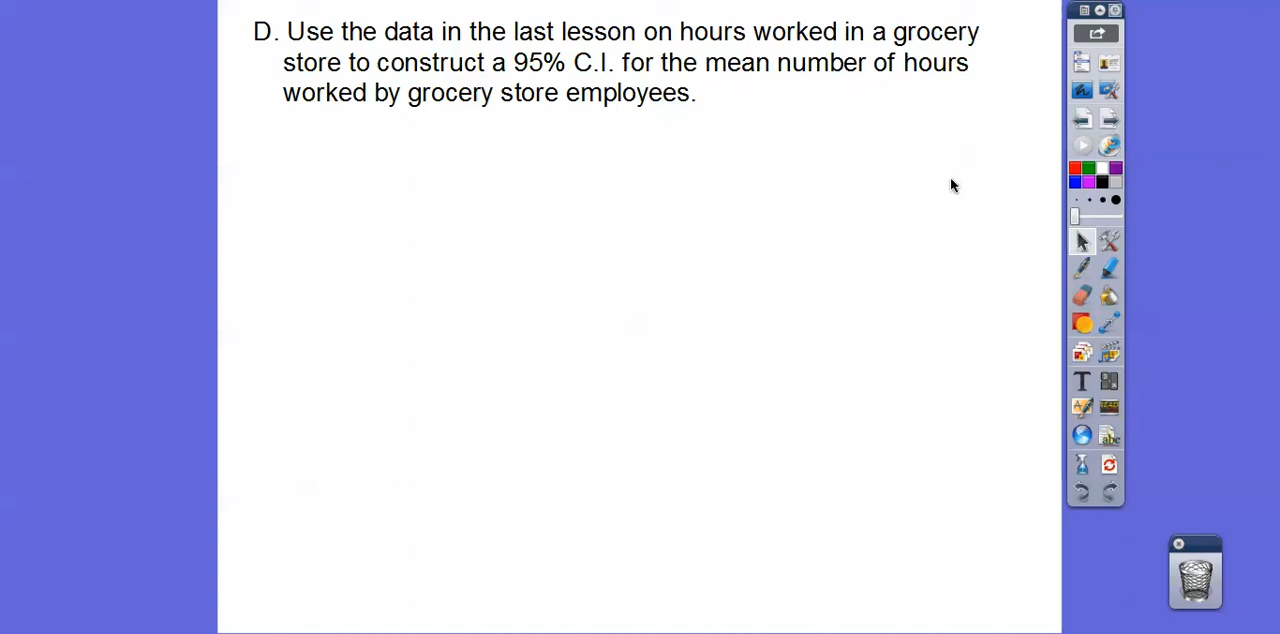 D. Use the data in the last lesson on hours worked in a grocery
store to construct a 95% C.I. for the mean number of hours
worked by grocery store employees.